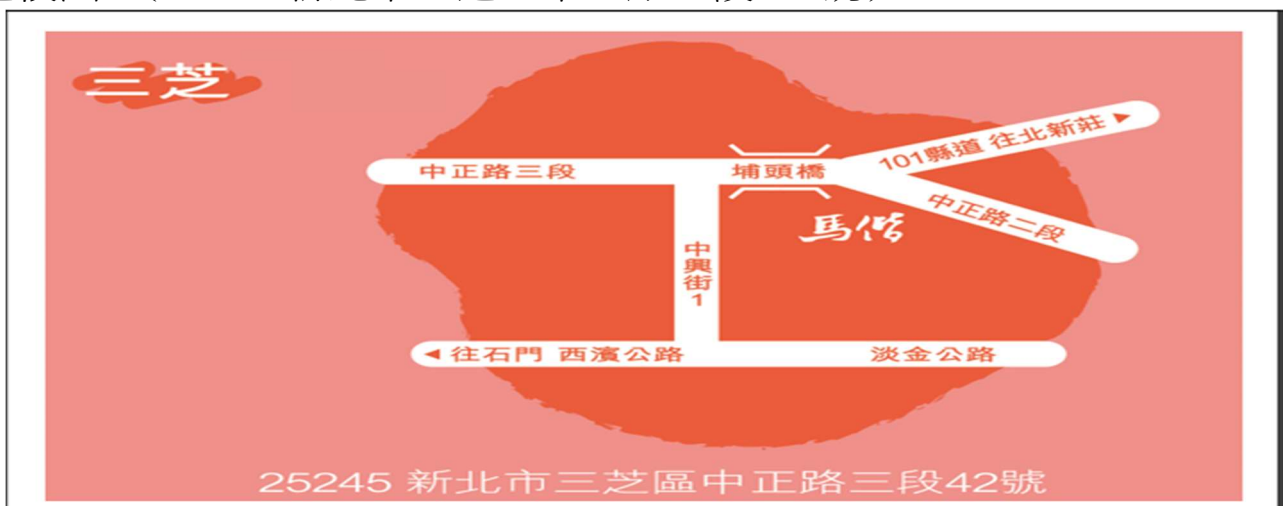 三芝
101縣道 往北新莊 ▶
中正路三段
埔頭橋
中正路二段
馬偕
中興街1
◀往石門 西濱公路
淡金公路
25245 新北市三芝區中正路三段42號